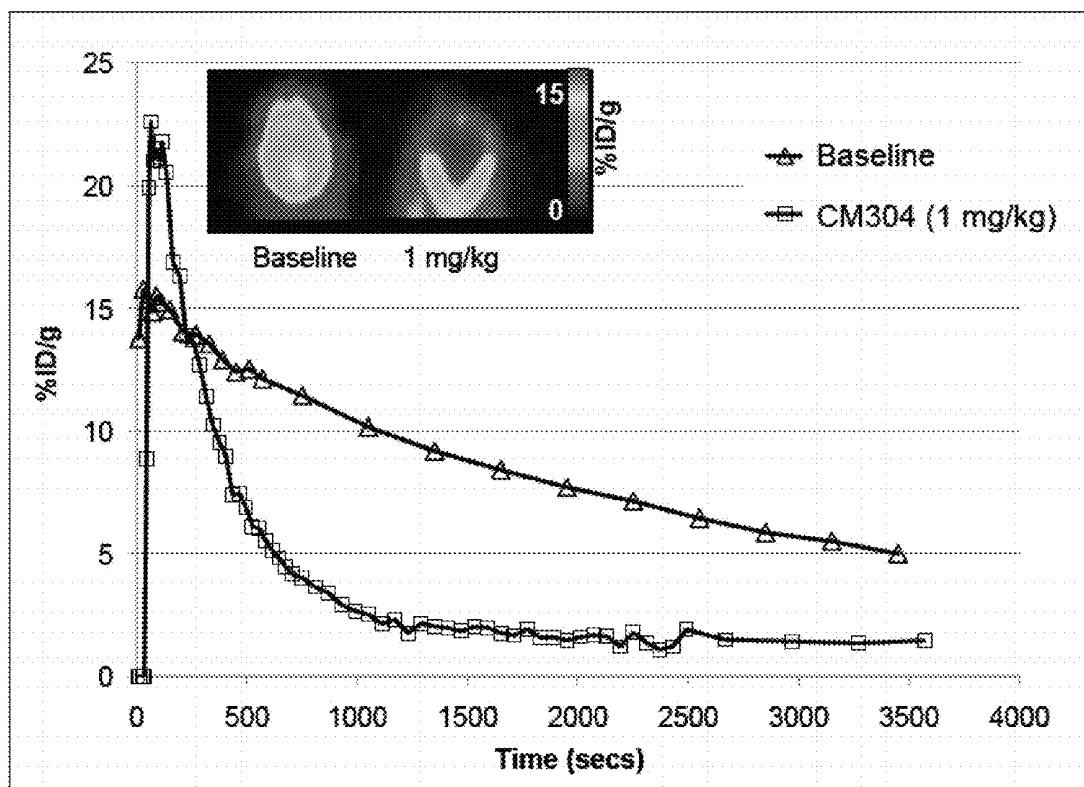 25
20
15
10
5
0
%ID/g
15
0
%ID/g
Baseline 1 mg/kg
Baseline
CM304 (1 mg/kg)
0 500 1000 1500 2000 2500 3000 3500 4000
Time (secs)